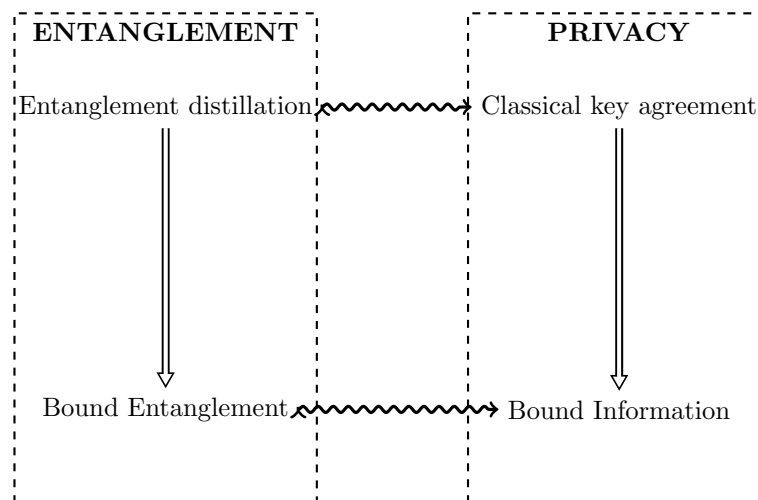 ENTANGLEMENT
PRIVACY
Entanglement distillation
Classical key agreement
Bound Entanglement
Bound Information